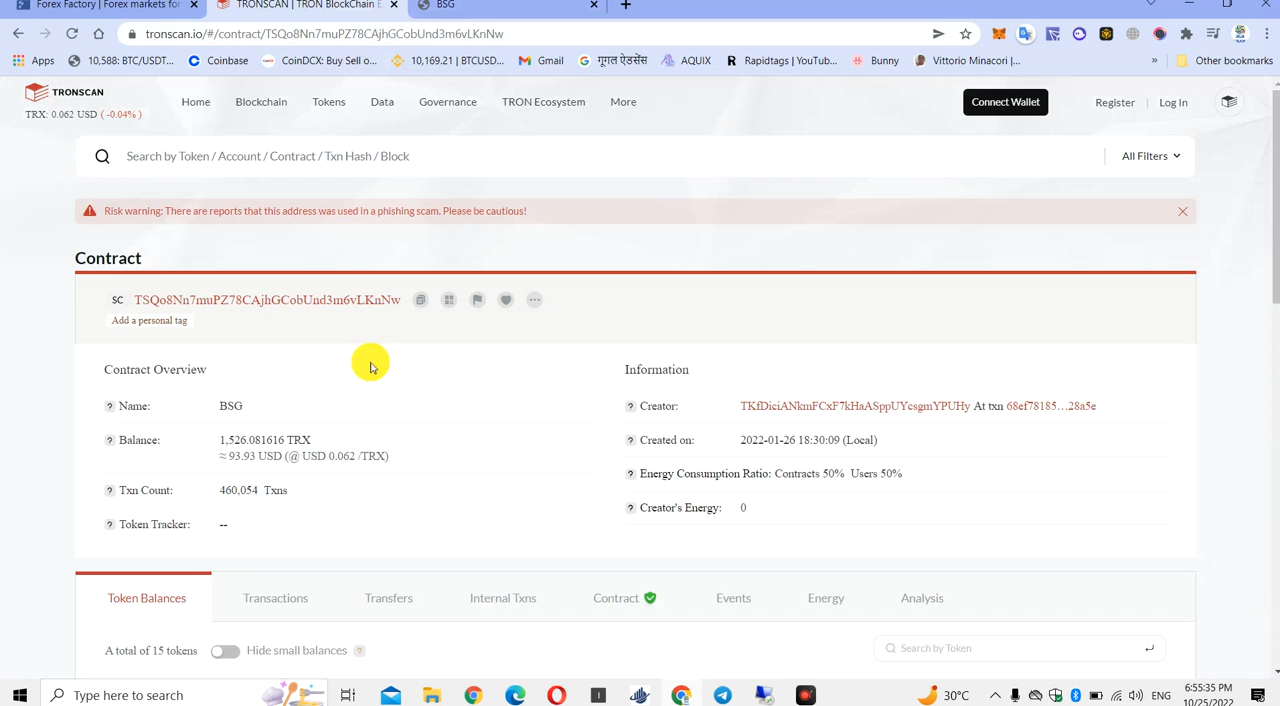 Forex Factory | Forex markets for
TRONSCAN | TRON BlockChain E
BSG
tronscan.io/#/contract/TSQo8Nn7muPZ78CAjhGCobUnd3m6vLKnNw
Apps
10,588: BTC/USDT...
Coinbase
CoinDCX: Buy Sell o...
10,169.21 | BTCUSD...
Gmail
गूगल ऐडसेंस
AQUIX
Rapidtags | YouTub...
Bunny
Vittorio Minacori |...
»
Other bookmarks
TRONSCAN
TRX: 0.062 USD ( -0.04% )
Home
Blockchain
Tokens
Data
Governance
TRON Ecosystem
More
Connect Wallet
Register
Log In
Search by Token / Account / Contract / Txn Hash / Block
All Filters
Risk warning: There are reports that this address was used in a phishing scam. Please be cautious!
Contract
SC TSQo8Nn7muPZ78CAjhGCobUnd3m6vLKnNw
Add a personal tag
Contract Overview
? Name: BSG
? Balance: 1,526.081616 TRX
≈ 93.93 USD (@ USD 0.062 /TRX)
? Txn Count: 460,054 Txns
? Token Tracker: --
Information
? Creator: TKfDiciANkmFCxF7kHaASppUYcsgmYPUHy At txn 68ef78185...28a5e
? Created on: 2022-01-26 18:30:09 (Local)
? Energy Consumption Ratio: Contracts 50% Users 50%
? Creator's Energy: 0
Token Balances
Transactions
Transfers
Internal Txns
Contract
Events
Energy
Analysis
A total of 15 tokens
Hide small balances ?
Search by Token
Type here to search
30°C
ENG
6:55:35 PM
10/25/2022